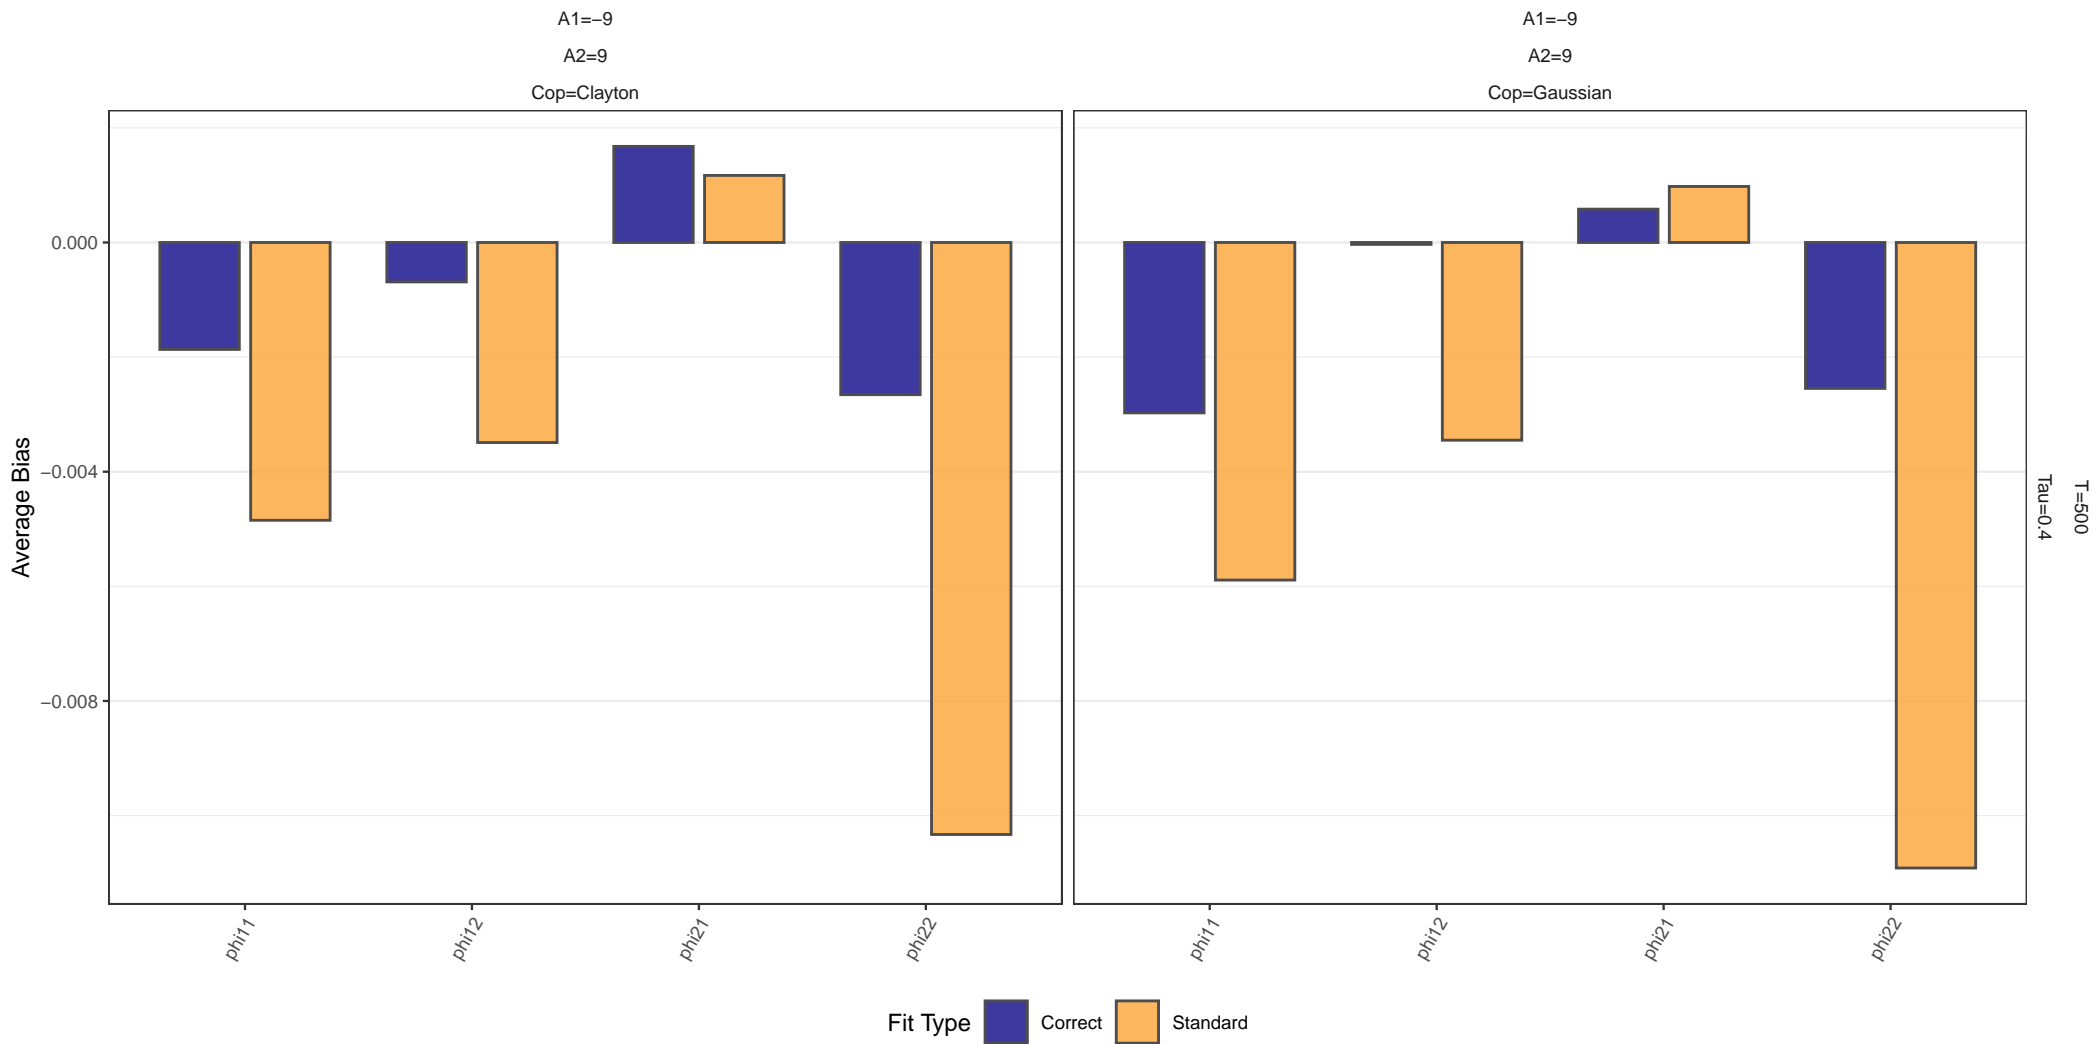 A1=−9
A2=9
Cop=Clayton
A1=−9
A2=9
Cop=Gaussian
Average Bias
0.000
−0.004
−0.008
T=500
Tau=0.4
phi11
phi12
phi21
phi22
phi11
phi12
phi21
phi22
Fit Type
Correct
Standard